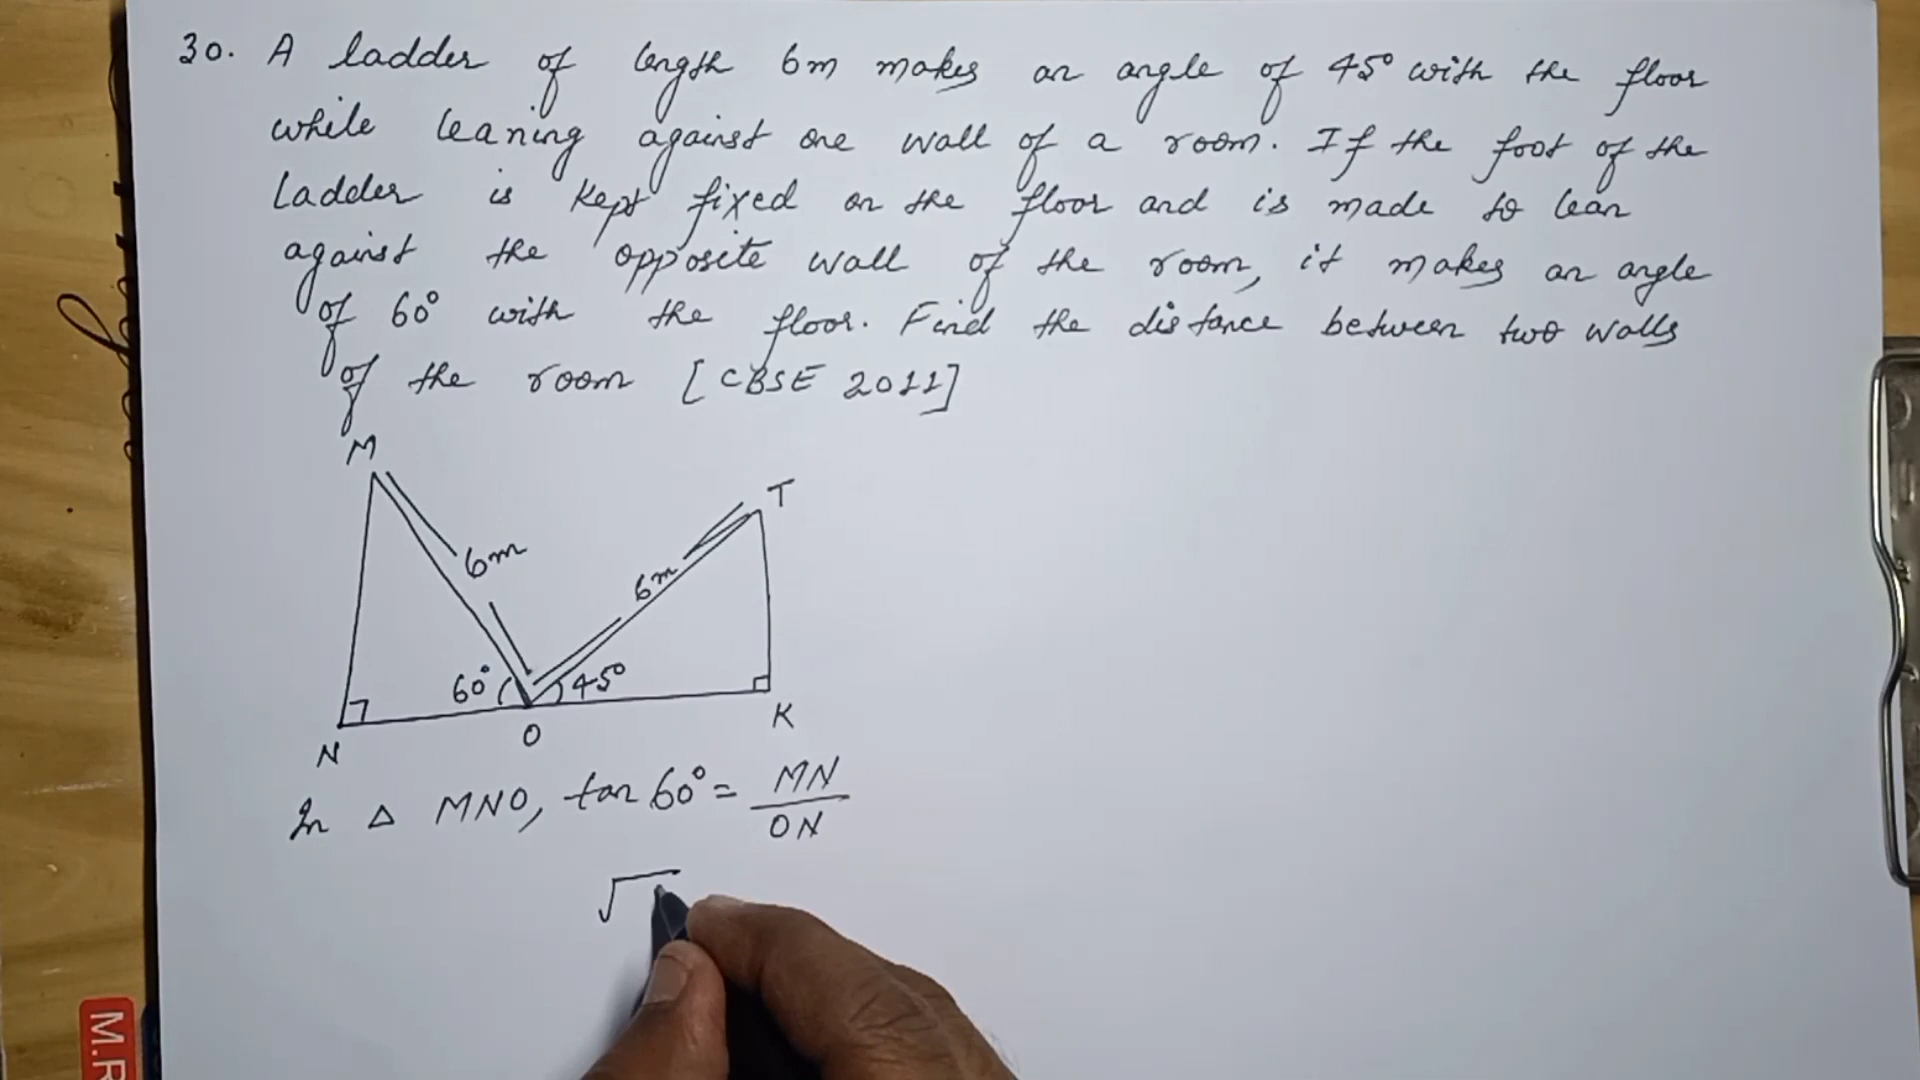 30. A ladder of length 6m makes an angle of 45° with the floor
while leaning against one wall of a room. If the foot of the
ladder is kept fixed on the floor and is made to lean
against the opposite wall of the room, it makes an angle
of 60° with the floor. Find the distance between two walls
of the room [CBSE 2011]
M
T
6m
6m
60°
45°
N
O
K
In △ MNO, tan 60° = MN/ON
√
M.R